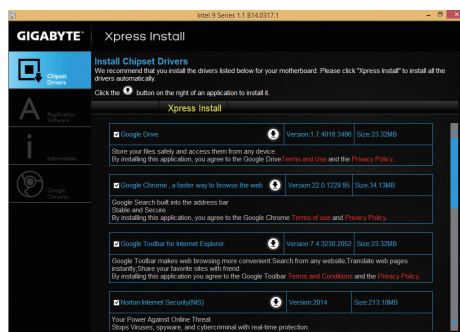 Intel 9 Series 1.1 B14.0317.1
GIGABYTE™
Xpress Install
Chipset
Drivers
Application
Software
Information
Google
Chrome
Install Chipset Drivers
We recommend that you install the drivers listed below for your motherboard. Please click "Xpress Install" to install all the
drivers automatically.
Click the button on the right of an application to install it.
Xpress Install
Google Drive Version:1.7.4018.3496 Size:23.32MB
Store your files safely and access them from any device.
By installing this application, you agree to the Google DriveTerms and Use and the Privacy Policy.
Google Chrome , a faster way to browse the web Version:22.0.1229.95 Size:34.13MB
Google Search built into the address bar
Stable and Secure
By installing this application, you agree to the Google Chrome Terms of use and Privacy Policy.
Google Toolbar for Internet Explorer Version:7.4.3230.2052 Size:23.32MB
Google Toolbar makes web browsing more convenient:Search from any website;Translate web pages
instantly;Share your favorite sites with friend.
By installing this application, you agree to the Google Toolbar Terms and Conditions and the Privacy Policy.
Norton Internet Security(NIS) Version:2014 Size:213.10MB
Your Power Against Online Threat.
Stops Viruses, spyware, and cybercriminal with real-time protection.